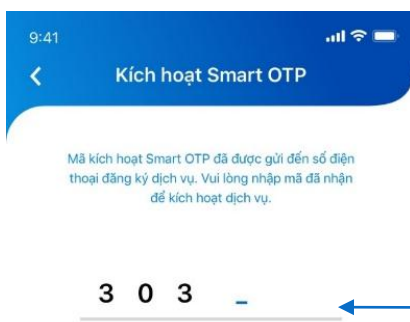 9:41
Kích hoạt Smart OTP
Mã kích hoạt Smart OTP đã được gửi đến số điện
thoại đăng ký dịch vụ. Vui lòng nhập mã đã nhận
để kích hoạt dịch vụ.
3 0 3 _